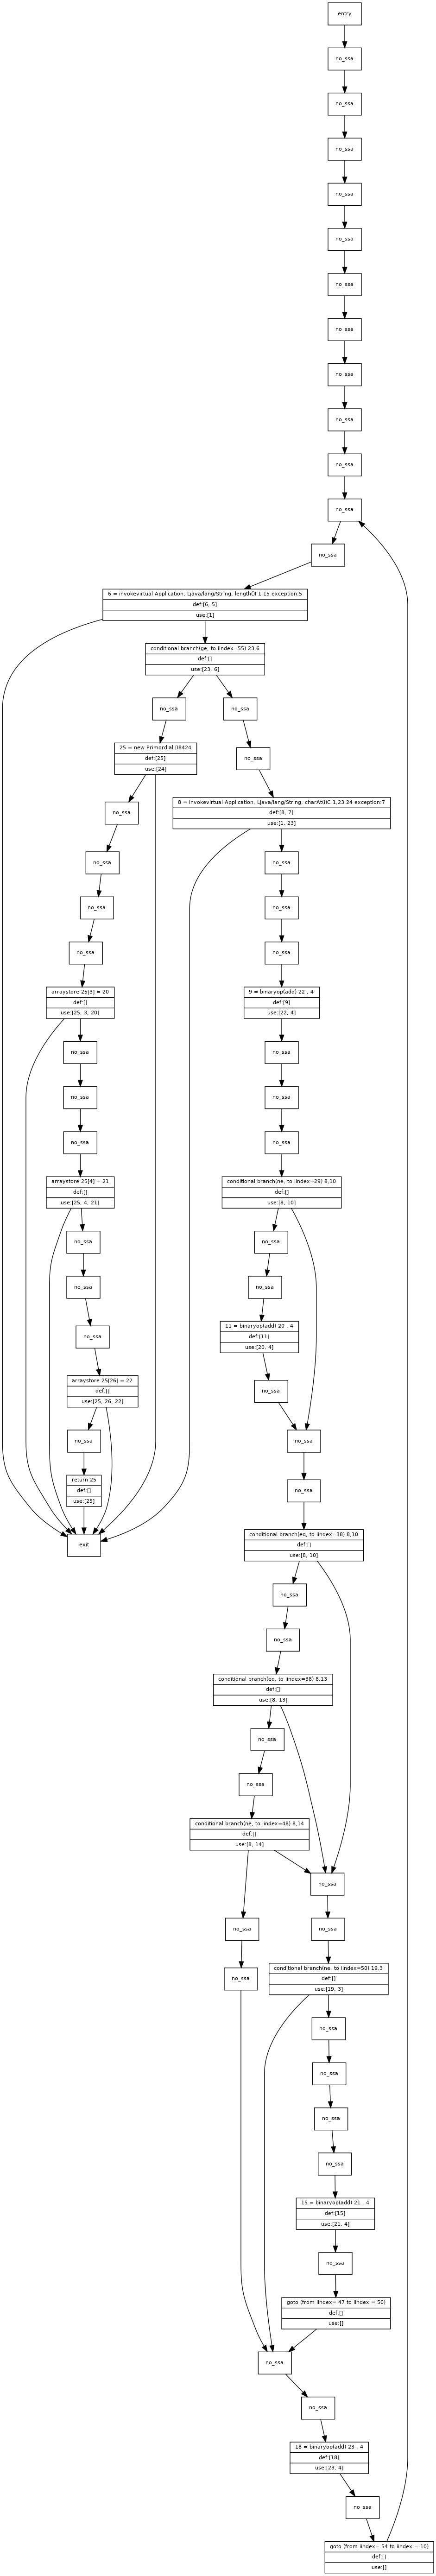 entry
no_ssa
no_ssa
no_ssa
no_ssa
no_ssa
no_ssa
no_ssa
no_ssa
no_ssa
no_ssa
no_ssa
no_ssa
6 = invokevirtual Application, Ljava/lang/String, length()I 1 15 exception:5
def:[6, 5]
use:[1]
conditional branch(ge, to iindex=55) 23,6
def:[]
use:[23, 6]
no_ssa
no_ssa
25 = new Primordial,[I@424
def:[25]
use:[24]
no_ssa
8 = invokevirtual Application, Ljava/lang/String, charAt(I)C 1,23 24 exception:7
def:[8, 7]
use:[1, 23]
no_ssa
no_ssa
no_ssa
no_ssa
no_ssa
no_ssa
no_ssa
arraystore 25[3] = 20
def:[]
use:[25, 3, 20]
9 = binaryop(add) 22 , 4
def:[9]
use:[22, 4]
no_ssa
no_ssa
no_ssa
no_ssa
no_ssa
no_ssa
arraystore 25[4] = 21
def:[]
use:[25, 4, 21]
conditional branch(ne, to iindex=29) 8,10
def:[]
use:[8, 10]
no_ssa
no_ssa
no_ssa
no_ssa
no_ssa
11 = binaryop(add) 20 , 4
def:[11]
use:[20, 4]
arraystore 25[26] = 22
def:[]
use:[25, 26, 22]
no_ssa
no_ssa
no_ssa
return 25
def:[]
use:[25]
no_ssa
exit
conditional branch(eq, to iindex=38) 8,10
def:[]
use:[8, 10]
no_ssa
no_ssa
conditional branch(eq, to iindex=38) 8,13
def:[]
use:[8, 13]
no_ssa
no_ssa
conditional branch(ne, to iindex=48) 8,14
def:[]
use:[8, 14]
no_ssa
no_ssa
no_ssa
no_ssa
conditional branch(ne, to iindex=50) 19,3
def:[]
use:[19, 3]
no_ssa
no_ssa
no_ssa
no_ssa
15 = binaryop(add) 21 , 4
def:[15]
use:[21, 4]
no_ssa
goto (from iindex= 47 to iindex = 50)
def:[]
use:[]
no_ssa
no_ssa
18 = binaryop(add) 23 , 4
def:[18]
use:[23, 4]
no_ssa
goto (from iindex= 54 to iindex = 10)
def:[]
use:[]